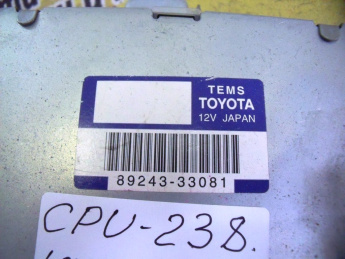 TEMS
TOYOTA
12V JAPAN
89243-33081
CPU-238.